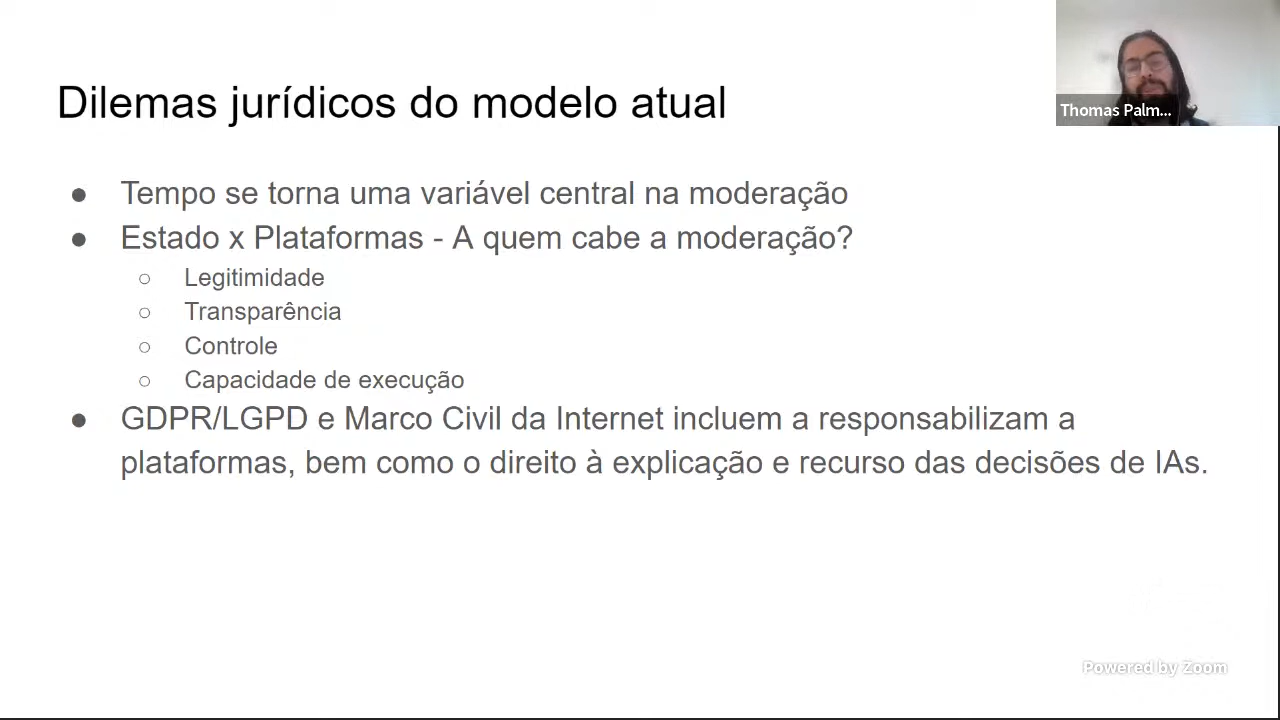 Dilemas jurídicos do modelo atual
Thomas Palm...
● Tempo se torna uma variável central na moderação
● Estado x Plataformas - A quem cabe a moderação?
○ Legitimidade
○ Transparência
○ Controle
○ Capacidade de execução
● GDPR/LGPD e Marco Civil da Internet incluem a responsabilizam a
plataformas, bem como o direito à explicação e recurso das decisões de IAs.
Powered by Zoom